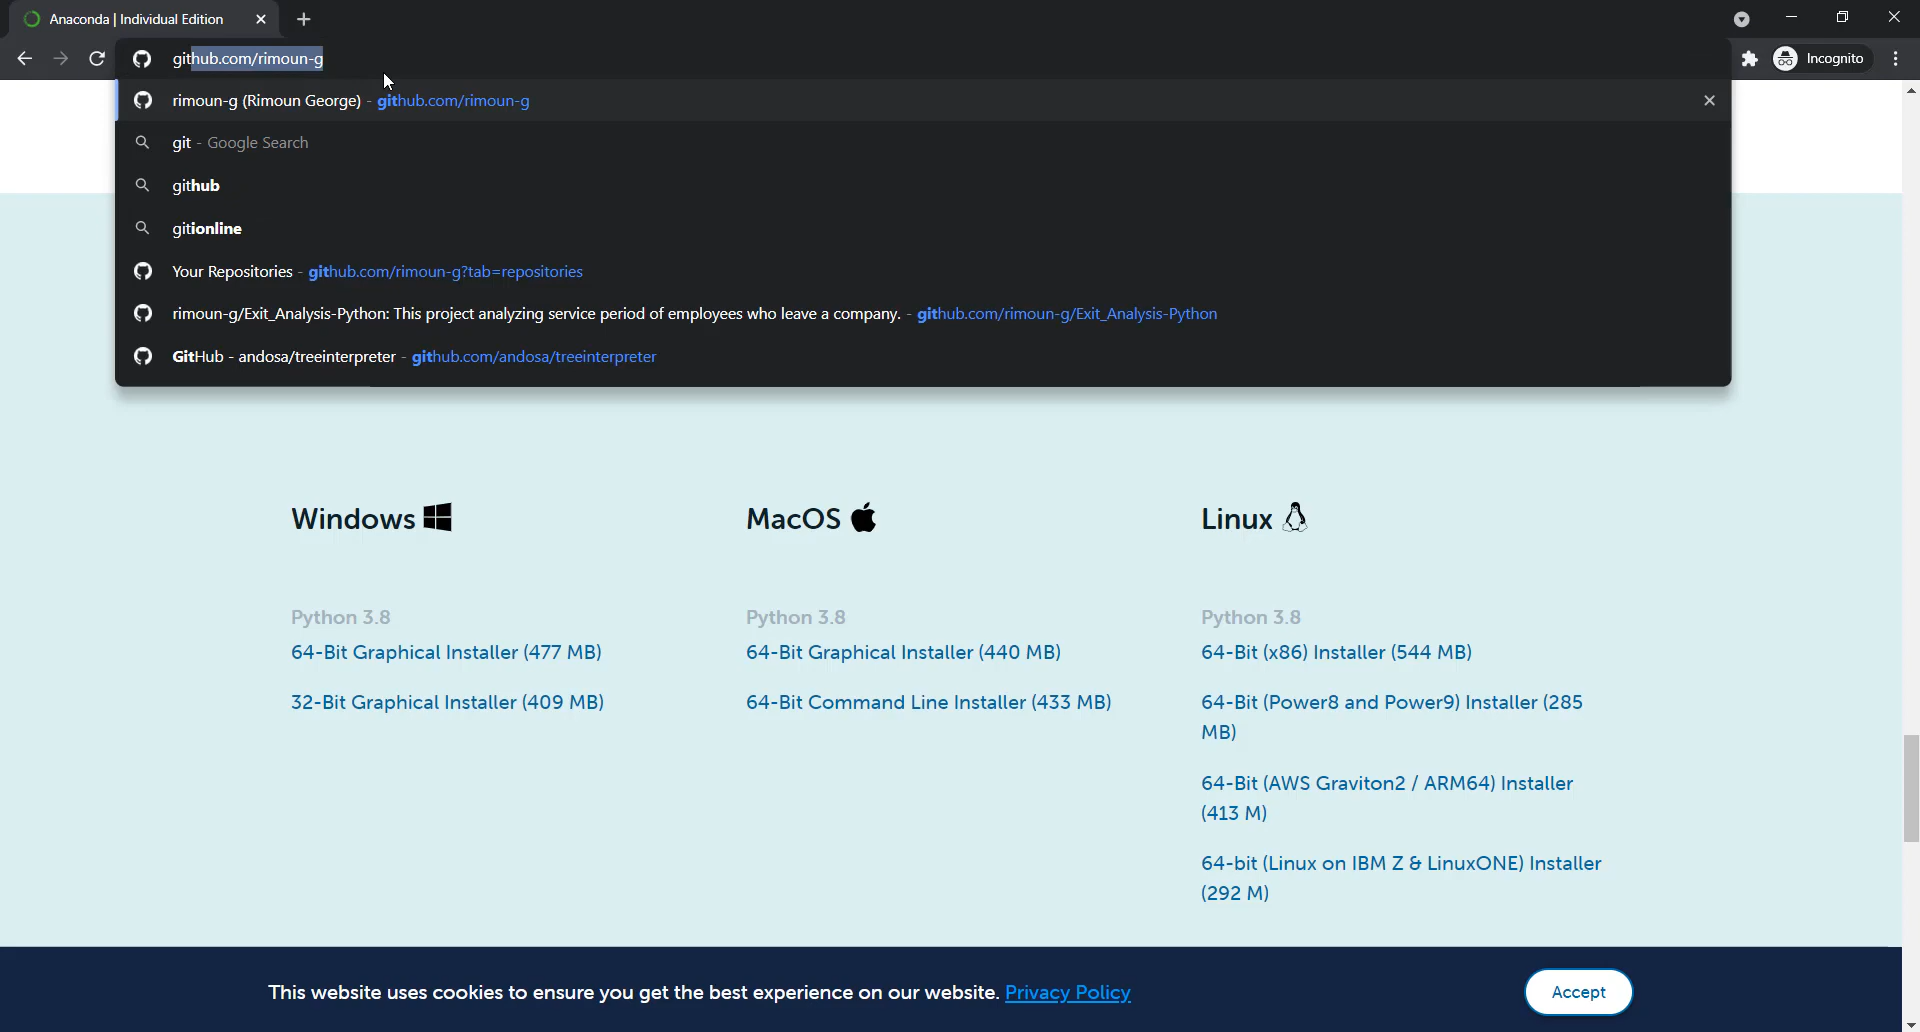 Anaconda | Individual Edition
github.com/rimoun-g
Incognito
rimoun-g (Rimoun George) - github.com/rimoun-g
git - Google Search
github
gitionline
Your Repositories - github.com/rimoun-g?tab=repositories
rimoun-g/Exit_Analysis-Python: This project analyzing service period of employees who leave a company. - github.com/rimoun-g/Exit_Analysis-Python
GitHub - andosa/treeinterpreter - github.com/andosa/treeinterpreter
Windows
Python 3.8
64-Bit Graphical Installer (477 MB)
32-Bit Graphical Installer (409 MB)
MacOS
Python 3.8
64-Bit Graphical Installer (440 MB)
64-Bit Command Line Installer (433 MB)
Linux
Python 3.8
64-Bit (x86) Installer (544 MB)
64-Bit (Power8 and Power9) Installer (285
MB)
64-Bit (AWS Graviton2 / ARM64) Installer
(413 M)
64-bit (Linux on IBM Z & LinuxONE) Installer
(292 M)
This website uses cookies to ensure you get the best experience on our website. Privacy Policy
Accept